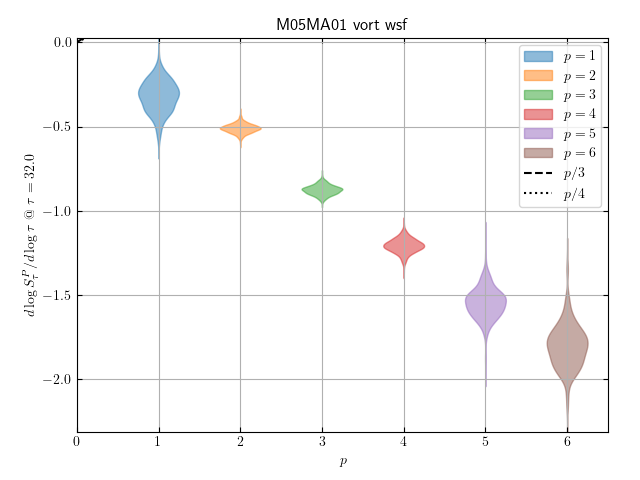 M05MA01 vort wsf
d log S_τ^P / d log τ @ τ = 32.0
0.0
−0.5
−1.0
−1.5
−2.0
0 1 2 3 4 5 6
p
p = 1
p = 2
p = 3
p = 4
p = 5
p = 6
p/3
p/4